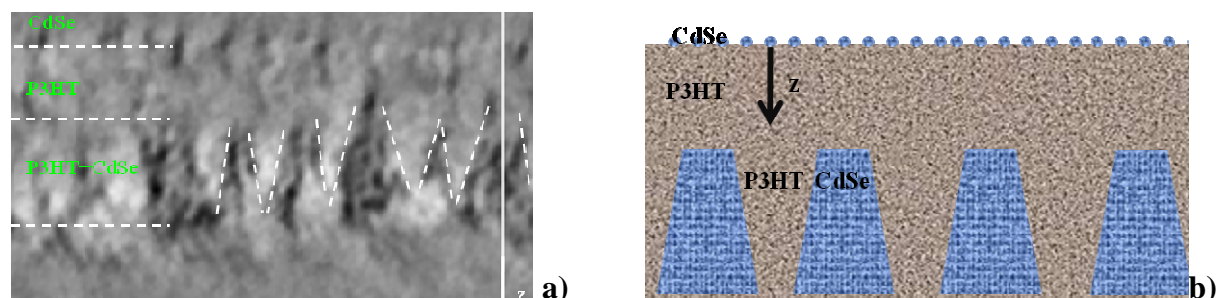 CdSe
P3HT
P3HT+CdSe
z
a)
CdSe
z
P3HT
P3HT CdSe
b)